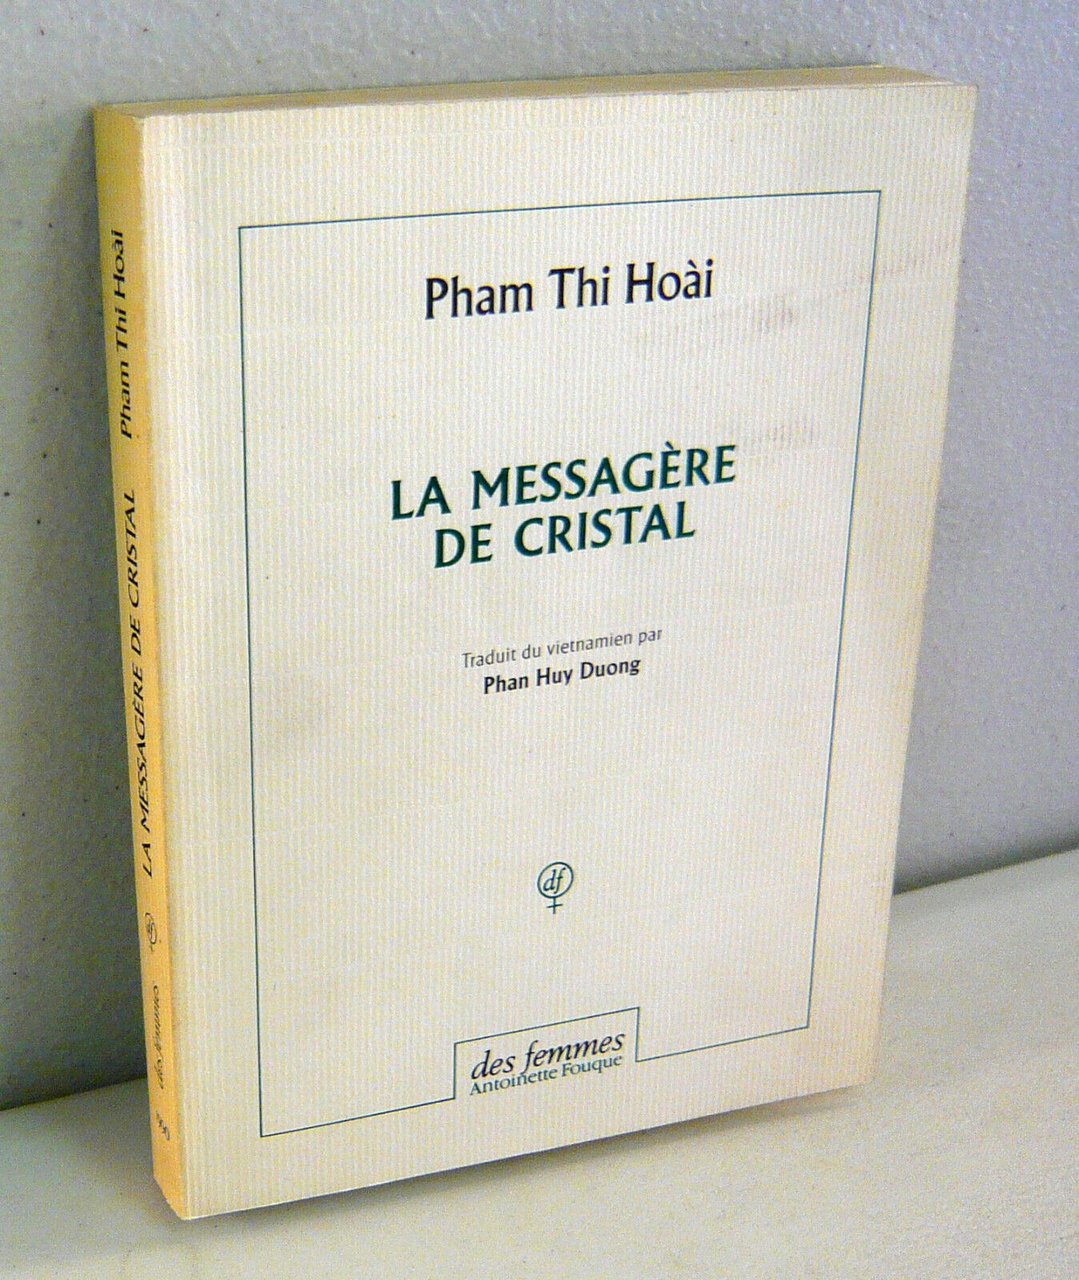 Pham Thi Hoài
LA MESSAGÈRE
DE CRISTAL
Traduit du vietnamien par
Phan Huy Duong
df
des femmes
Antoinette Fouque
Pham Thi Hoài
LA MESSAGÈRE DE CRISTAL
des femmes